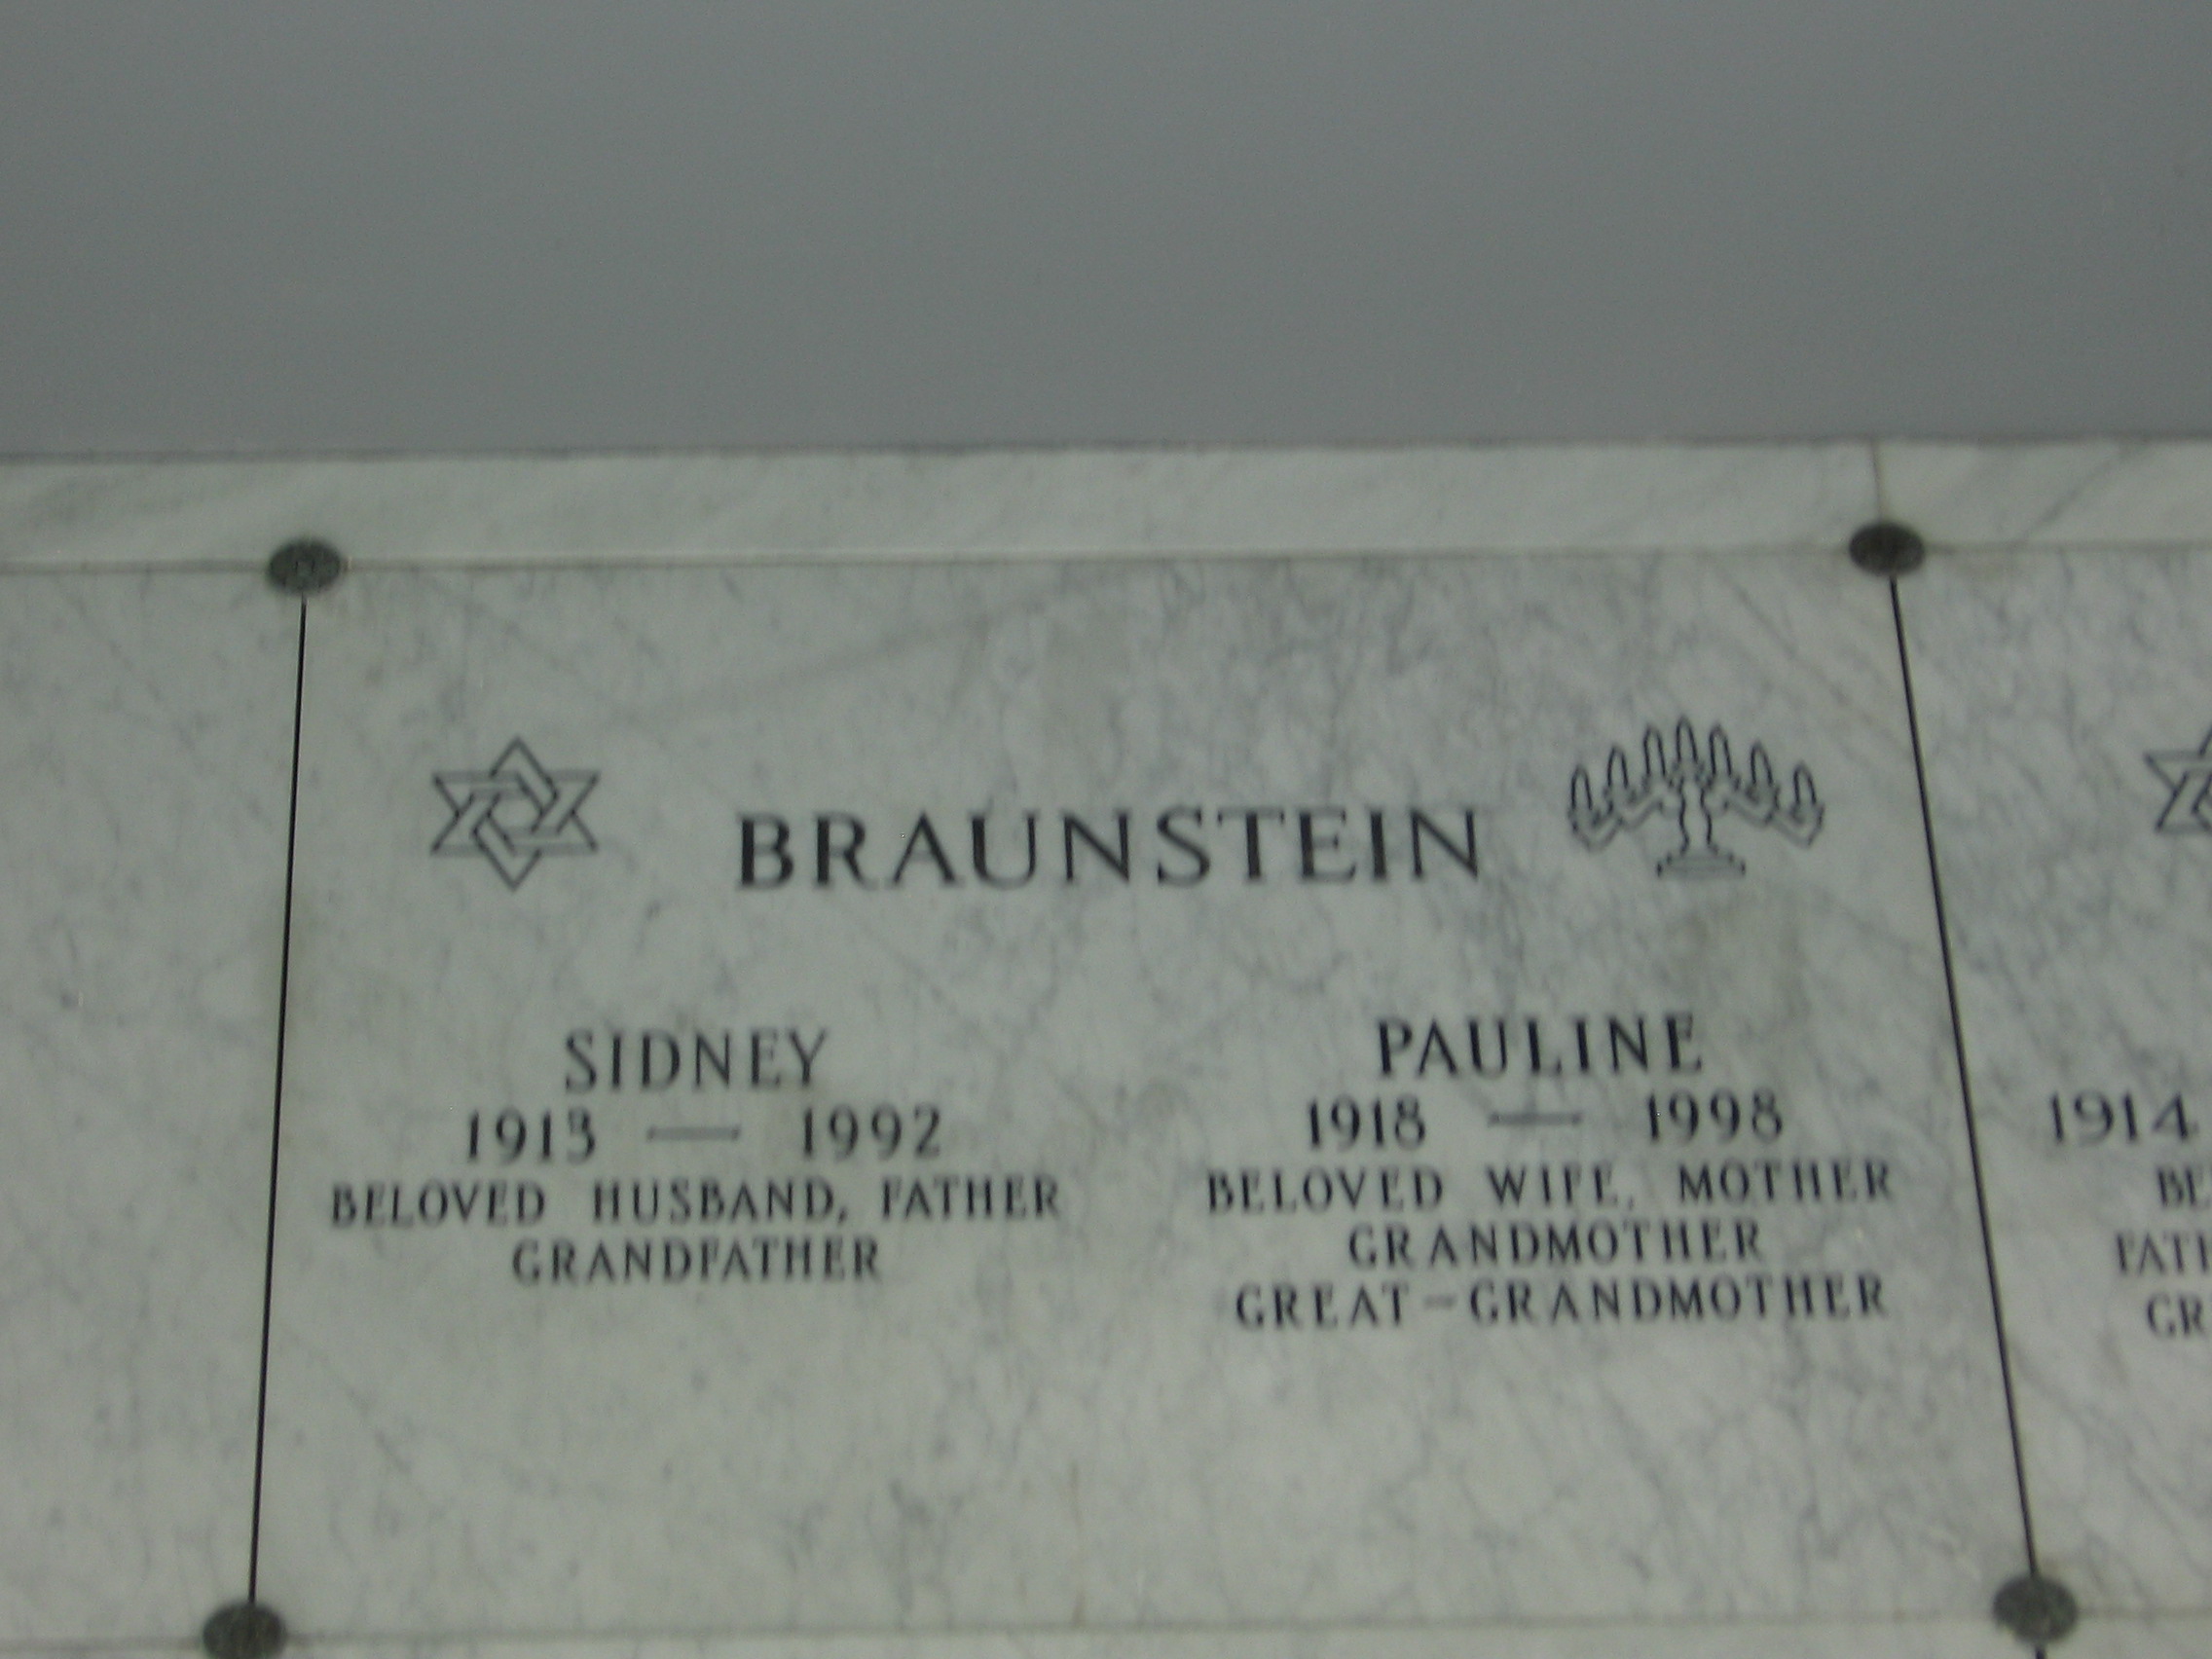 BRAUNSTEIN
SIDNEY
1913 — 1992
BELOVED HUSBAND, FATHER
GRANDFATHER
PAULINE
1918 — 1998
BELOVED WIFE, MOTHER
GRANDMOTHER
GREAT-GRANDMOTHER
1914